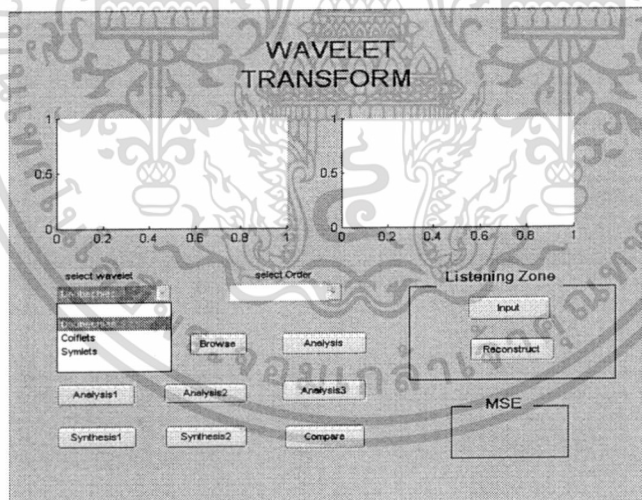 WAVELET
TRANSFORM
1
0.5
0
0 0.2 0.4 0.6 0.8 1
1
0.5
0
0 0.2 0.4 0.6 0.8 1
select wavelet
select Order
Daubechies
Daubechies
Coiflets
Symlets
Browse
Analysis
Analysis1
Analysis2
Analysis3
Synthesis1
Synthesis2
Compare
Listening Zone
Input
Reconstruct
MSE